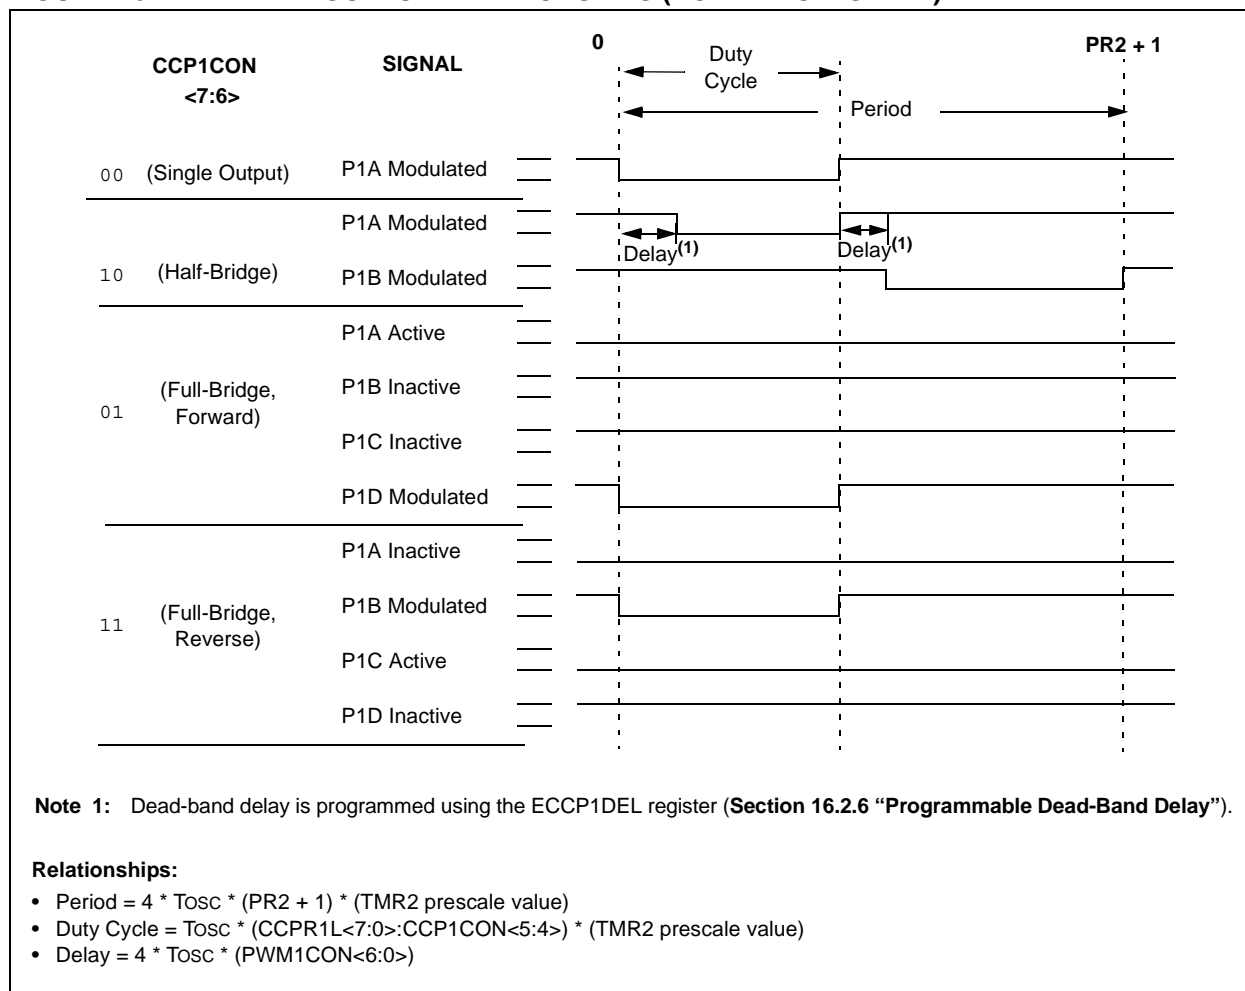 0
PR2 + 1
Duty
Cycle
CCP1CON
<7:6>
SIGNAL
Period
00 (Single Output) P1A Modulated
P1A Modulated
Delay(1) Delay(1)
10 (Half-Bridge) P1B Modulated
P1A Active
P1B Inactive
01 (Full-Bridge,
Forward)
P1C Inactive
P1D Modulated
P1A Inactive
P1B Modulated
11 (Full-Bridge,
Reverse)
P1C Active
P1D Inactive
Note 1: Dead-band delay is programmed using the ECCP1DEL register (Section 16.2.6 “Programmable Dead-Band Delay”).
Relationships:
• Period = 4 * TOSC * (PR2 + 1) * (TMR2 prescale value)
• Duty Cycle = TOSC * (CCPR1L<7:0>:CCP1CON<5:4>) * (TMR2 prescale value)
• Delay = 4 * TOSC * (PWM1CON<6:0>)